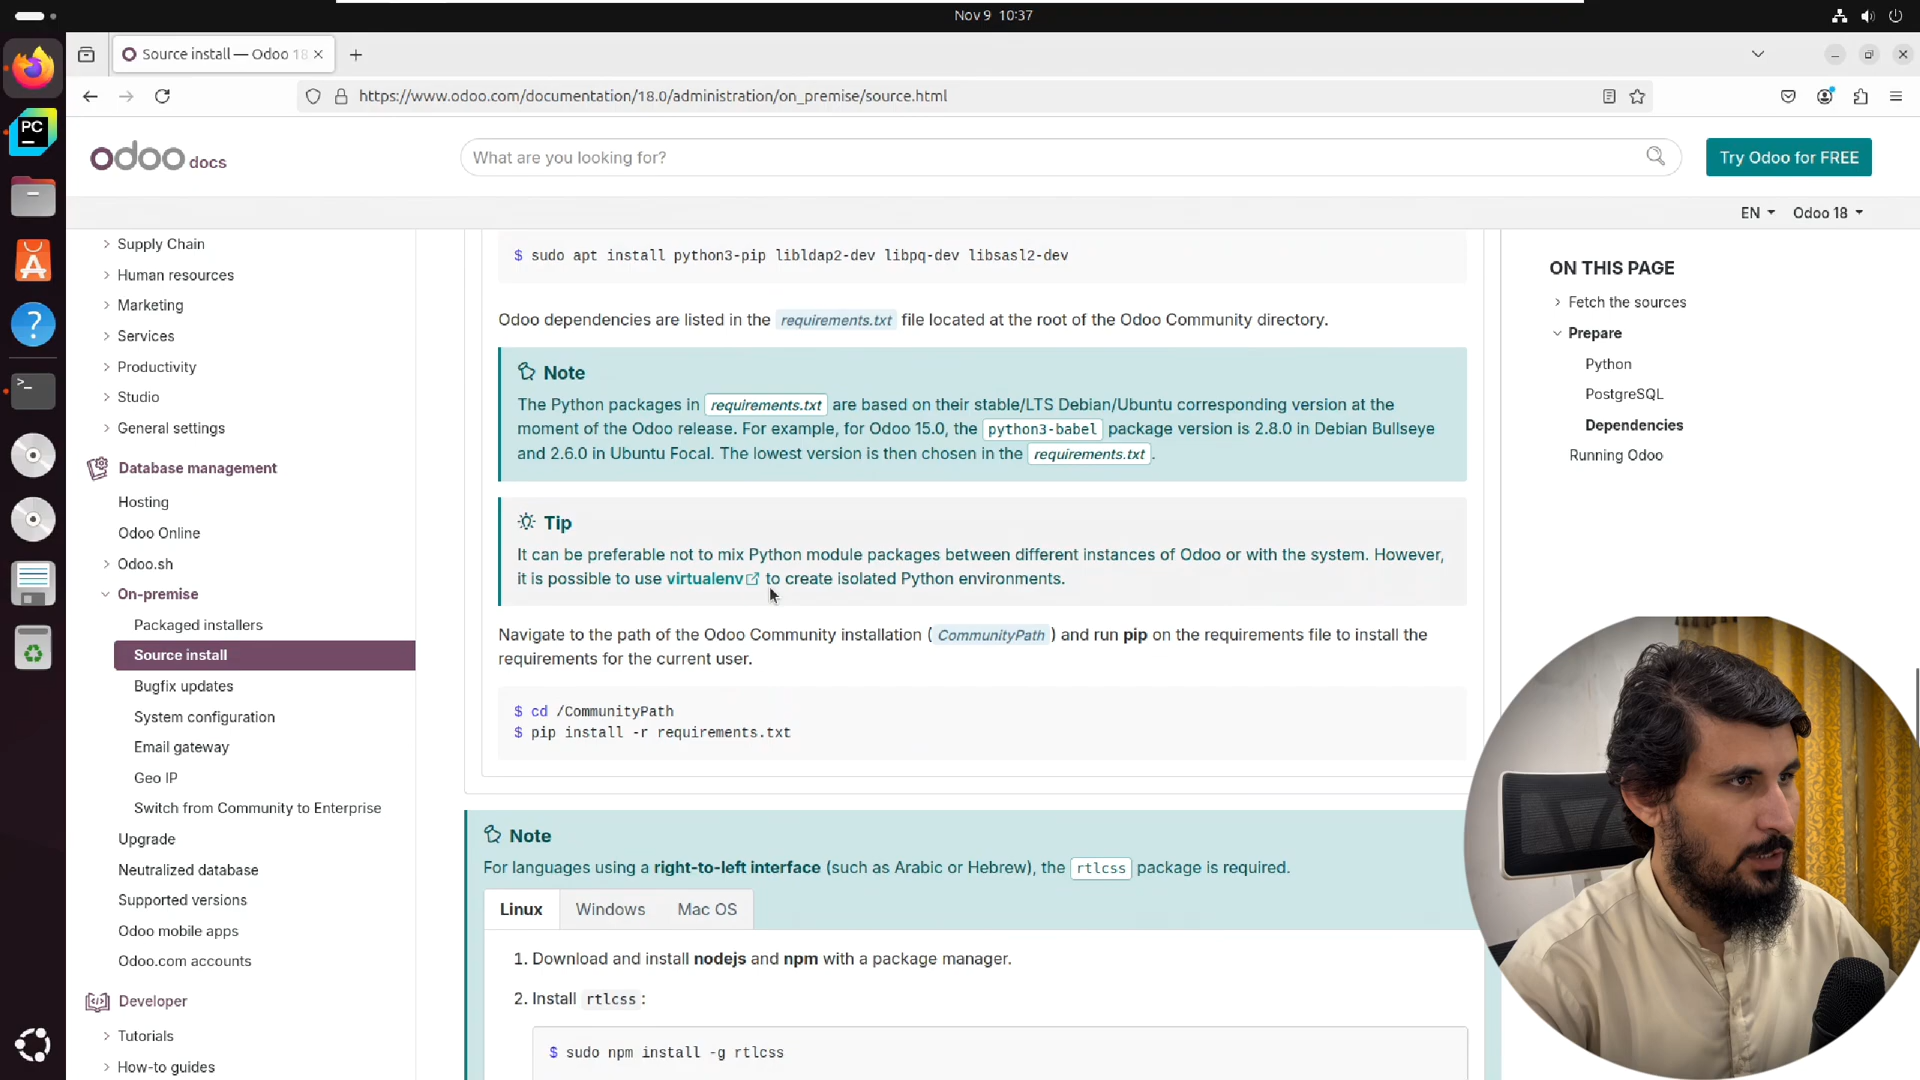 Nov 9 10:37
Source install — Odoo 18
https://www.odoo.com/documentation/18.0/administration/on_premise/source.html
PC
odoo docs
What are you looking for?
Try Odoo for FREE
EN
Odoo 18
Supply Chain
Human resources
Marketing
Services
Productivity
Studio
General settings
Database management
Hosting
Odoo Online
Odoo.sh
On-premise
Packaged installers
Source install
Bugfix updates
System configuration
Email gateway
Geo IP
Switch from Community to Enterprise
Upgrade
Neutralized database
Supported versions
Odoo mobile apps
Odoo.com accounts
Developer
Tutorials
How-to guides
$ sudo apt install python3-pip libldap2-dev libpq-dev libsasl2-dev
Odoo dependencies are listed in the requirements.txt file located at the root of the Odoo Community directory.
Note
The Python packages in requirements.txt are based on their stable/LTS Debian/Ubuntu corresponding version at the
moment of the Odoo release. For example, for Odoo 15.0, the python3-babel package version is 2.8.0 in Debian Bullseye
and 2.6.0 in Ubuntu Focal. The lowest version is then chosen in the requirements.txt.
Tip
It can be preferable not to mix Python module packages between different instances of Odoo or with the system. However,
it is possible to use virtualenv to create isolated Python environments.
Navigate to the path of the Odoo Community installation (CommunityPath) and run pip on the requirements file to install the
requirements for the current user.
$ cd /CommunityPath
$ pip install -r requirements.txt
Note
For languages using a right-to-left interface (such as Arabic or Hebrew), the rtlcss package is required.
Linux
Windows
Mac OS
1. Download and install nodejs and npm with a package manager.
2. Install rtlcss:
$ sudo npm install -g rtlcss
ON THIS PAGE
Fetch the sources
Prepare
Python
PostgreSQL
Dependencies
Running Odoo